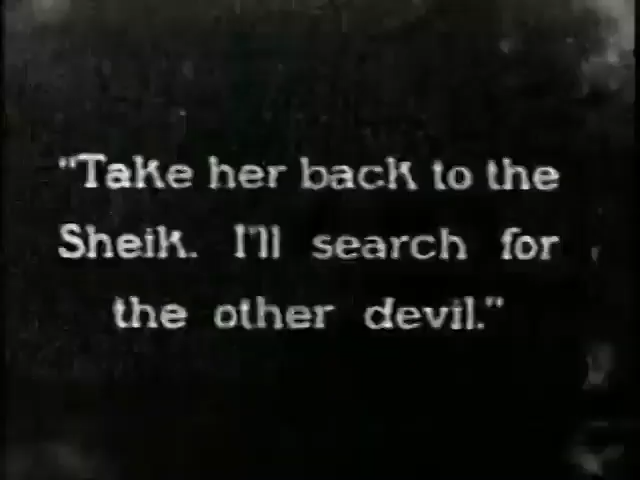 "Take her back to the
Sheik. I'll search for
the other devil."